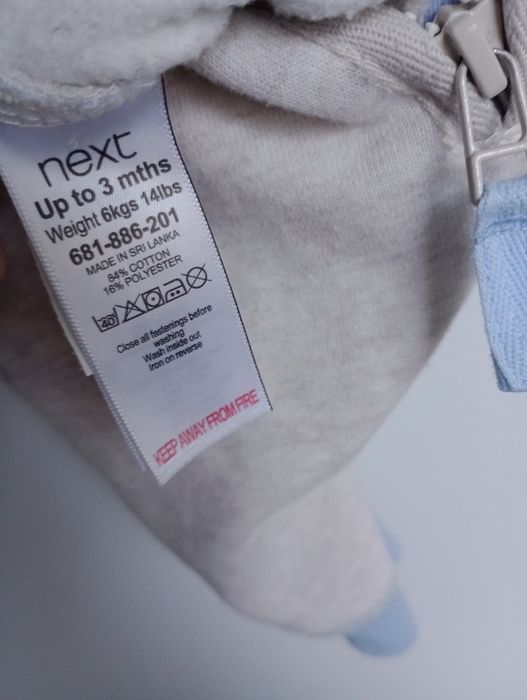 next
Up to 3 mths
Weight 6kgs 14lbs
681-886-201
MADE IN SRI LANKA
84% COTTON
16% POLYESTER
40
Close all fastenings before
washing
Wash inside out
Iron on reverse
KEEP AWAY FROM FIRE